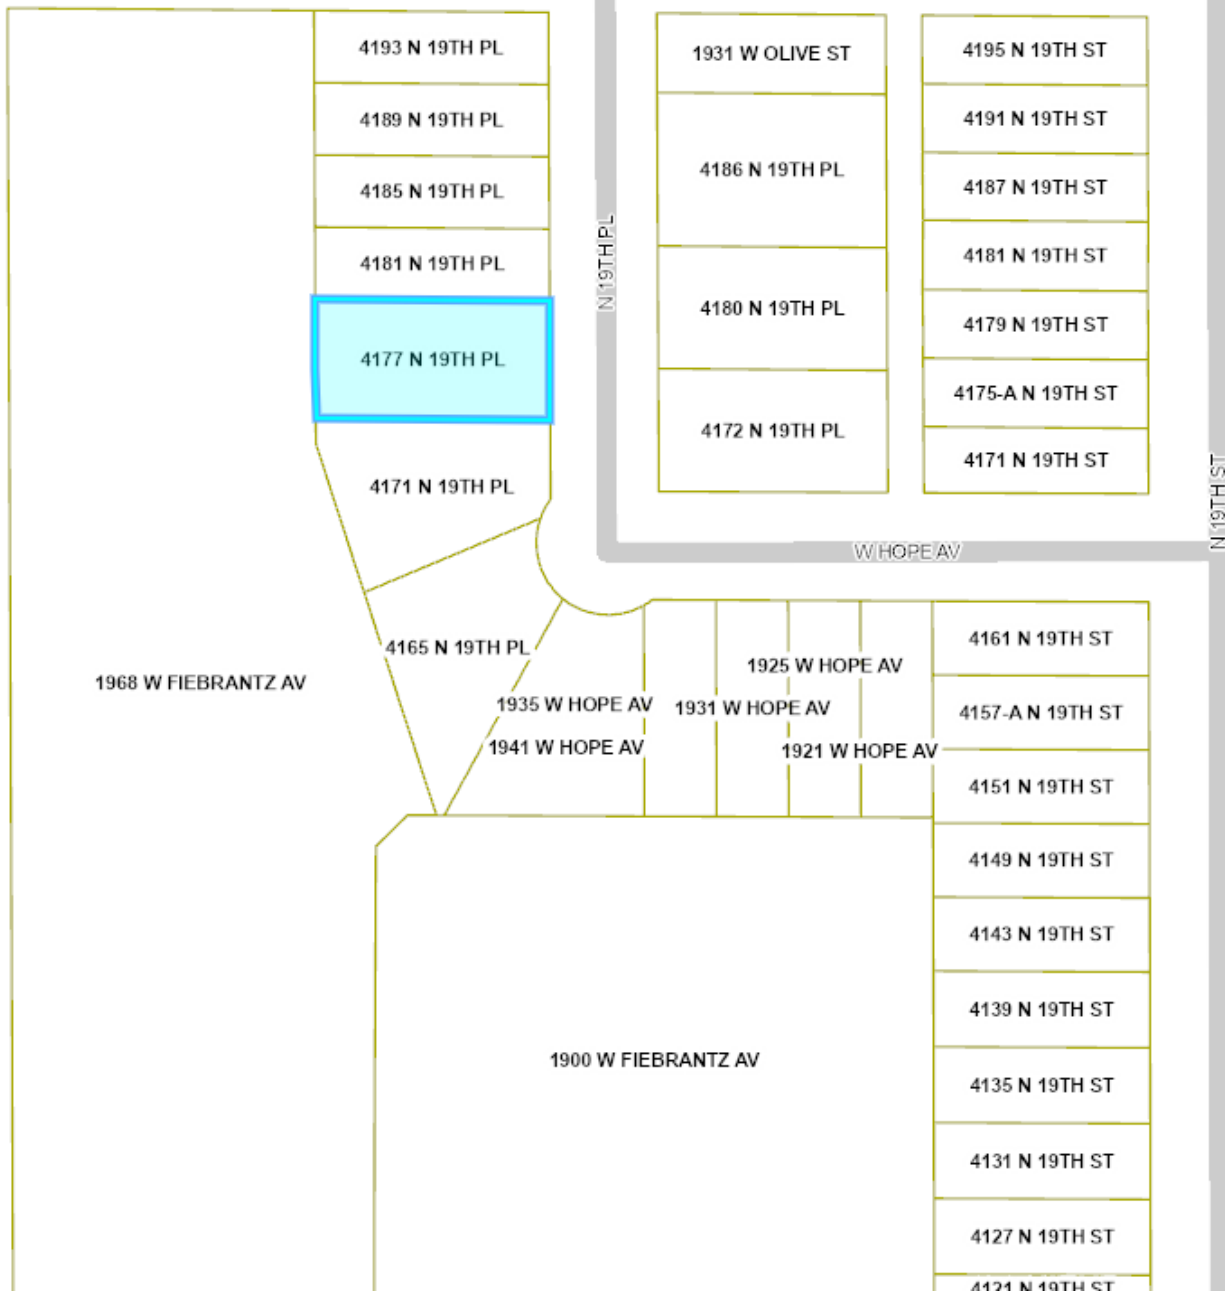 4193 N 19TH PL
4189 N 19TH PL
4185 N 19TH PL
4181 N 19TH PL
4177 N 19TH PL
4171 N 19TH PL
4165 N 19TH PL
1968 W FIEBRANTZ AV
N 19TH PL
1931 W OLIVE ST
4186 N 19TH PL
4180 N 19TH PL
4172 N 19TH PL
4195 N 19TH ST
4191 N 19TH ST
4187 N 19TH ST
4181 N 19TH ST
4179 N 19TH ST
4175-A N 19TH ST
4171 N 19TH ST
N 19TH ST
W HOPE AV
1935 W HOPE AV
1941 W HOPE AV
1931 W HOPE AV
1925 W HOPE AV
1921 W HOPE AV
4161 N 19TH ST
4157-A N 19TH ST
4151 N 19TH ST
4149 N 19TH ST
4143 N 19TH ST
4139 N 19TH ST
4135 N 19TH ST
4131 N 19TH ST
4127 N 19TH ST
4121 N 19TH ST
1900 W FIEBRANTZ AV